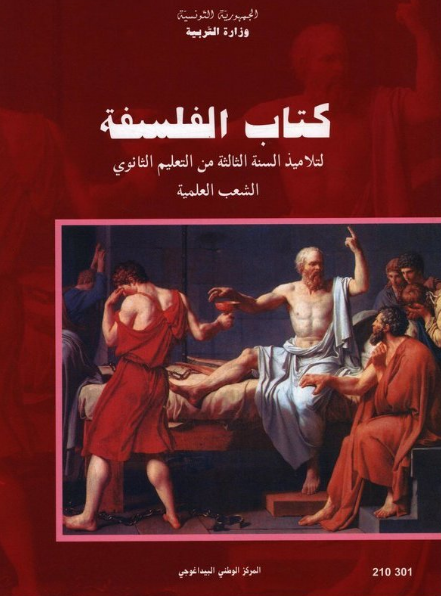 الجمهورية التونسية
وزارة التربية
كتاب الفلسفة
لتلاميذ السنة الثالثة من التعليم الثانوي
الشعب العلمية
المركز الوطني البيداغوجي
210 301